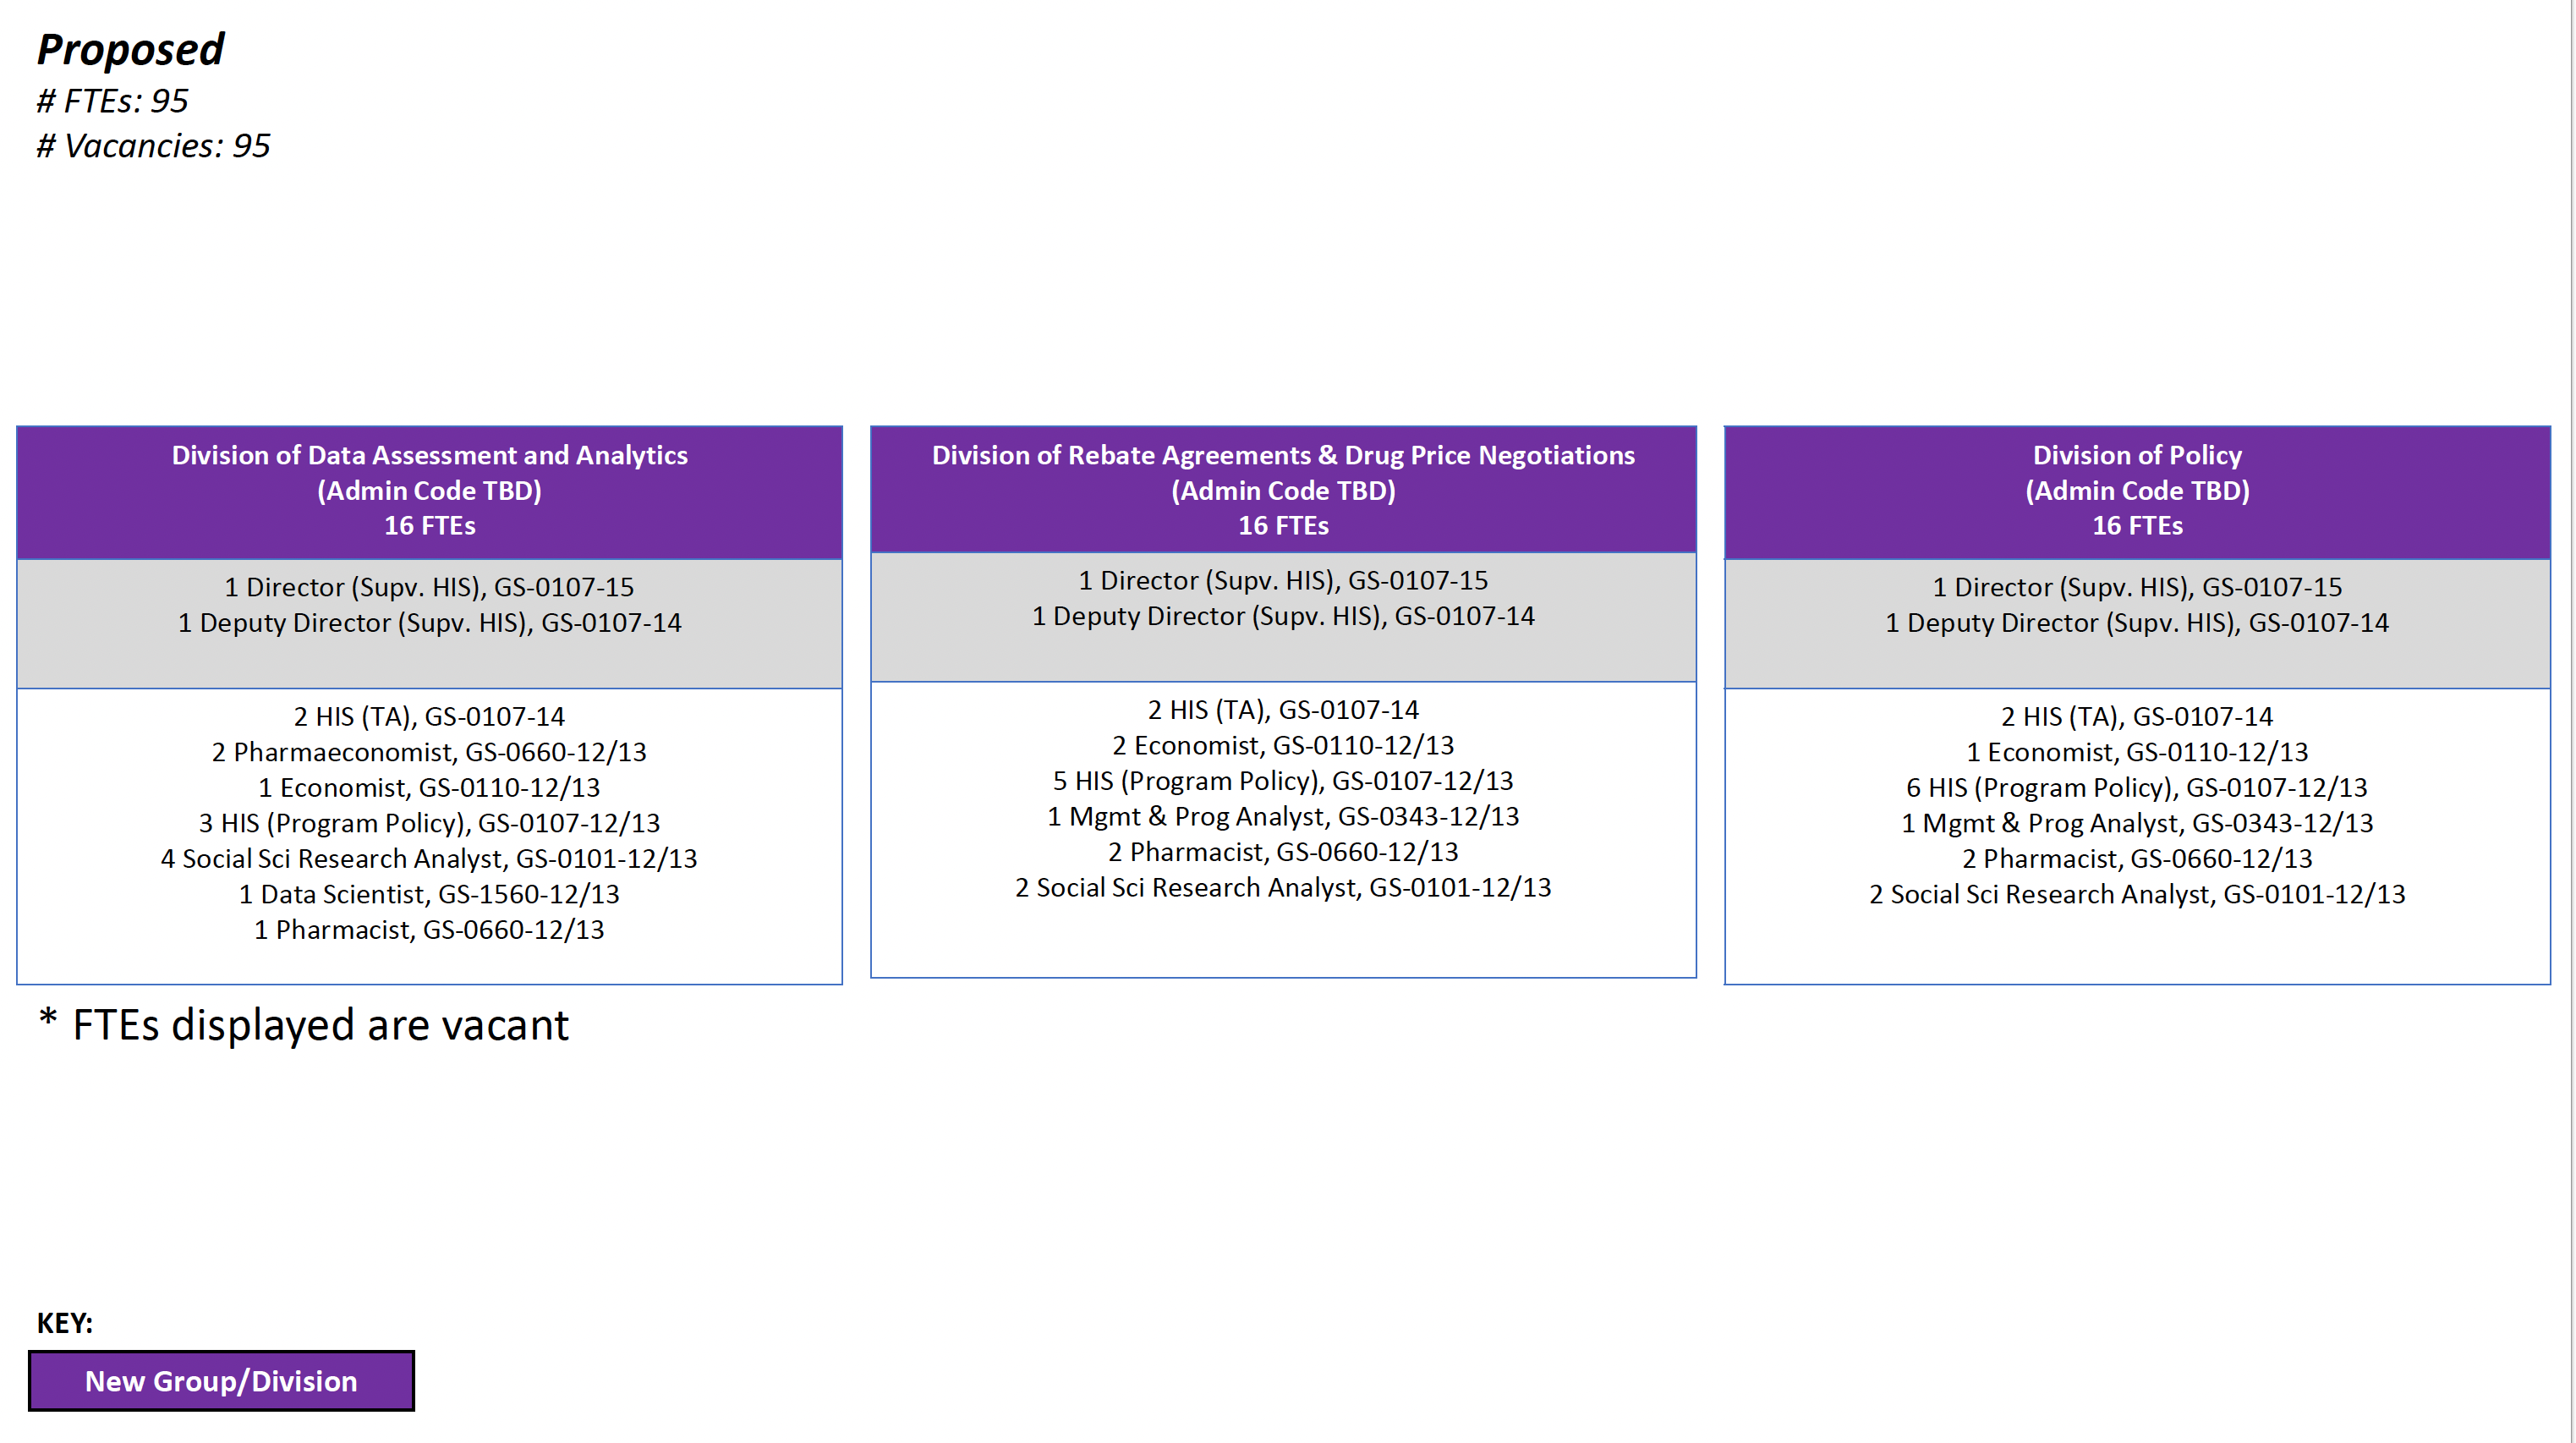 Proposed
# FTEs: 95
# Vacancies: 95
Division of Data Assessment and Analytics
(Admin Code TBD)
16 FTEs
1 Director (Supv. HIS), GS-0107-15
1 Deputy Director (Supv. HIS), GS-0107-14
2 HIS (TA), GS-0107-14
2 Pharmaeconomist, GS-0660-12/13
1 Economist, GS-0110-12/13
3 HIS (Program Policy), GS-0107-12/13
4 Social Sci Research Analyst, GS-0101-12/13
1 Data Scientist, GS-1560-12/13
1 Pharmacist, GS-0660-12/13
Division of Rebate Agreements & Drug Price Negotiations
(Admin Code TBD)
16 FTEs
1 Director (Supv. HIS), GS-0107-15
1 Deputy Director (Supv. HIS), GS-0107-14
2 HIS (TA), GS-0107-14
2 Economist, GS-0110-12/13
5 HIS (Program Policy), GS-0107-12/13
1 Mgmt & Prog Analyst, GS-0343-12/13
2 Pharmacist, GS-0660-12/13
2 Social Sci Research Analyst, GS-0101-12/13
Division of Policy
(Admin Code TBD)
16 FTEs
1 Director (Supv. HIS), GS-0107-15
1 Deputy Director (Supv. HIS), GS-0107-14
2 HIS (TA), GS-0107-14
1 Economist, GS-0110-12/13
6 HIS (Program Policy), GS-0107-12/13
1 Mgmt & Prog Analyst, GS-0343-12/13
2 Pharmacist, GS-0660-12/13
2 Social Sci Research Analyst, GS-0101-12/13
* FTEs displayed are vacant
KEY:
New Group/Division